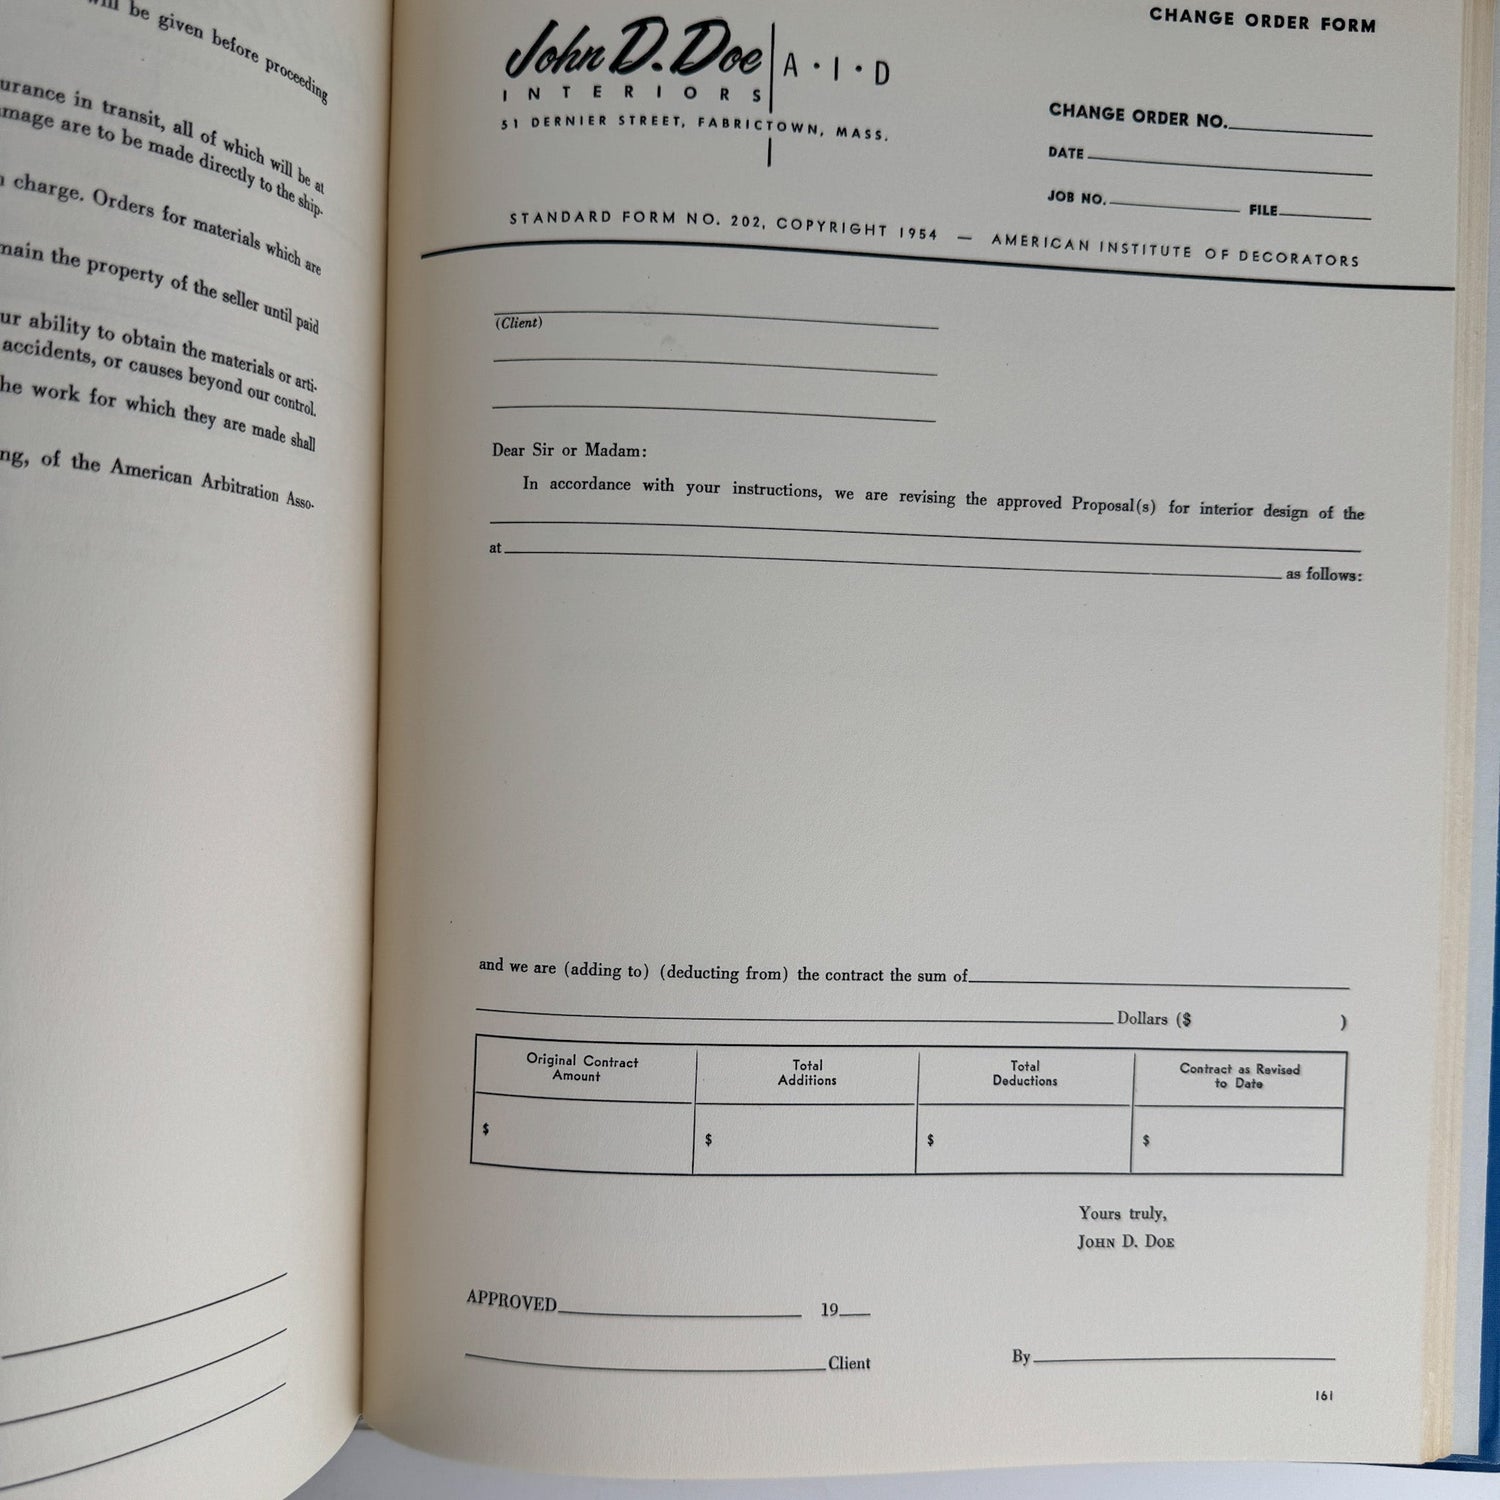 will be given before proceeding
urance in transit, all of which will be at
mage are to be made directly to the ship-
charge. Orders for materials which are
main the property of the seller until paid
ur ability to obtain the materials or arti-
accidents, or causes beyond our control.
he work for which they are made shall
ng, of the American Arbitration Asso-
CHANGE ORDER FORM
John D. Doe A·I·D
INTERIORS
51 DERNIER STREET, FABRICTOWN, MASS.
CHANGE ORDER NO.
DATE
JOB NO. FILE
STANDARD FORM NO. 202, COPYRIGHT 1954 — AMERICAN INSTITUTE OF DECORATORS
(Client)
Dear Sir or Madam:
In accordance with your instructions, we are revising the approved Proposal(s) for interior design of the
at as follows:
and we are (adding to) (deducting from) the contract the sum of
Dollars ($ )
Original Contract
Amount
Total
Additions
Total
Deductions
Contract as Revised
to Date
$ $ $ $
Yours truly,
JOHN D. DOE
APPROVED 19
Client By
161